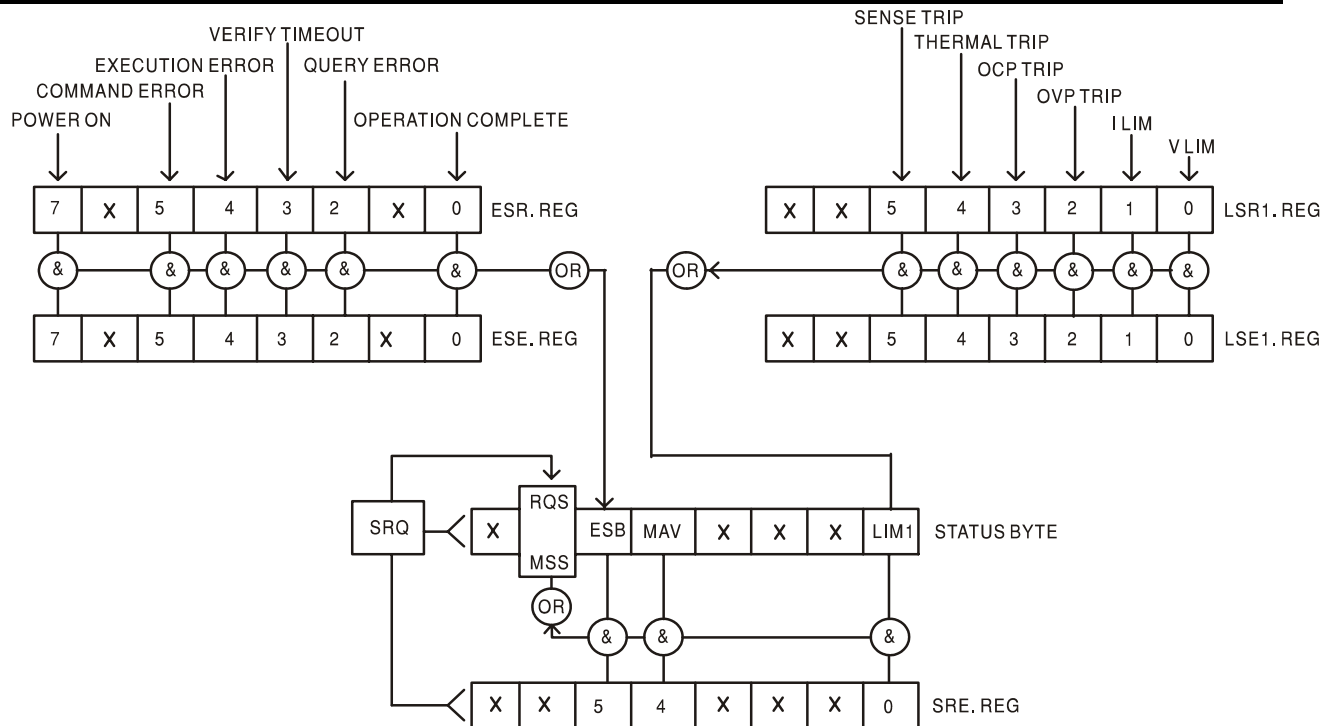 SENSE TRIP
VERIFY TIMEOUT
THERMAL TRIP
EXECUTION ERROR
QUERY ERROR
OCP TRIP
COMMAND ERROR
OVP TRIP
POWER ON
OPERATION COMPLETE
I LIM
V LIM
7 X 5 4 3 2 X 0 ESR. REG
X X 5 4 3 2 1 0 LSR1. REG
& & & & & & OR
OR & & & & & &
7 X 5 4 3 2 X 0 ESE. REG
X X 5 4 3 2 1 0 LSE1. REG
RQS
SRQ X ESB MAV X X X LIM1 STATUS BYTE
MSS
OR
& & &
X X 5 4 X X X 0 SRE. REG